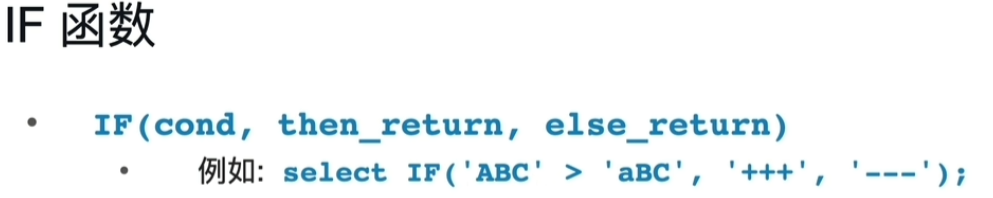 IF 函数
• IF(cond, then_return, else_return)
• 例如: select IF('ABC' > 'aBC', '+++', '---');